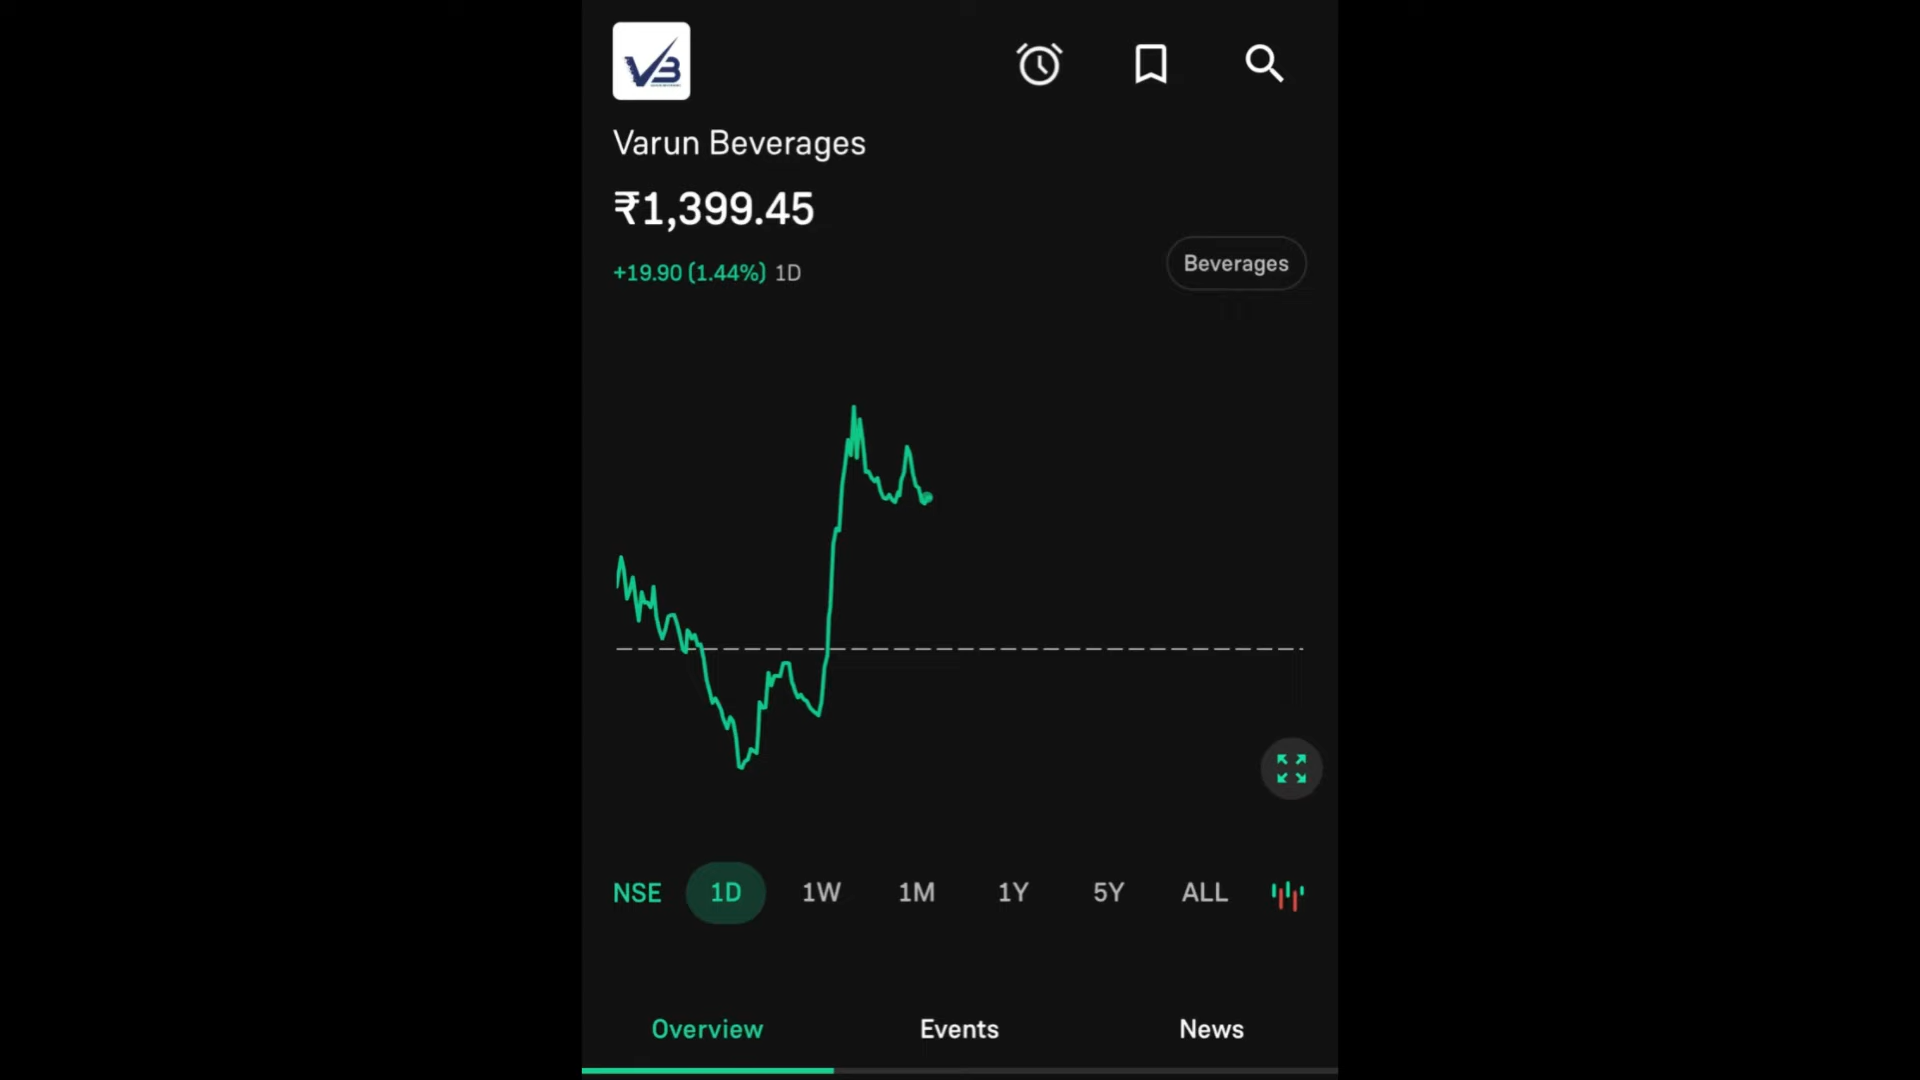 VB
Varun Beverages
₹1,399.45
+19.90 (1.44%) 1D
Beverages
NSE 1D 1W 1M 1Y 5Y ALL
Overview Events News